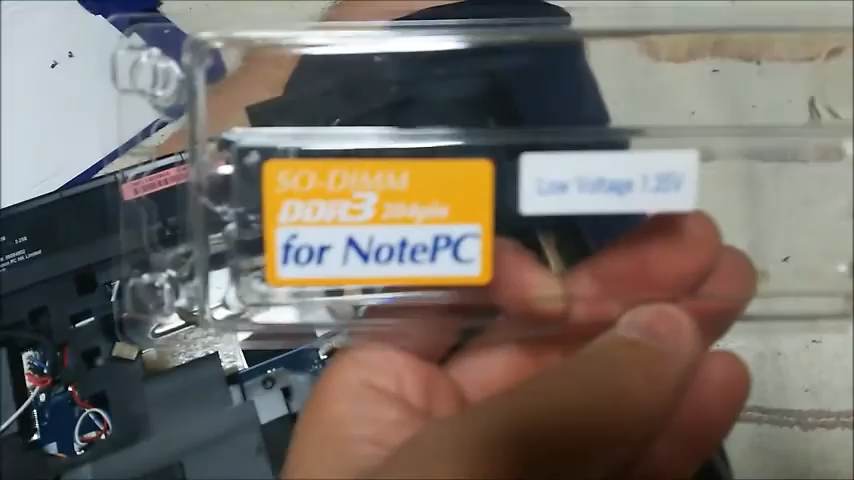 SO-DIMM
DDR3 204pin
for NotePC
Low Voltage 1.35V